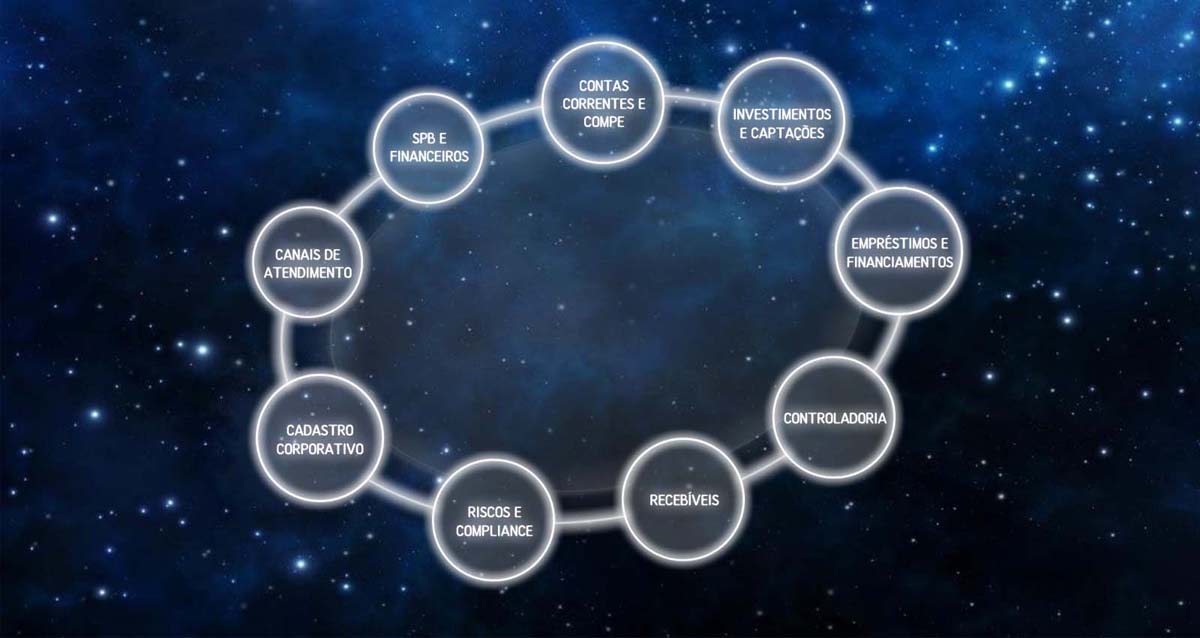 CONTAS
CORRENTES E
COMPE
INVESTIMENTOS
E CAPTAÇÕES
SPB E
FINANCEIROS
EMPRÉSTIMOS E
FINANCIAMENTOS
CANAIS DE
ATENDIMENTO
CONTROLADORIA
CADASTRO
CORPORATIVO
RECEBÍVEIS
RISCOS E
COMPLIANCE